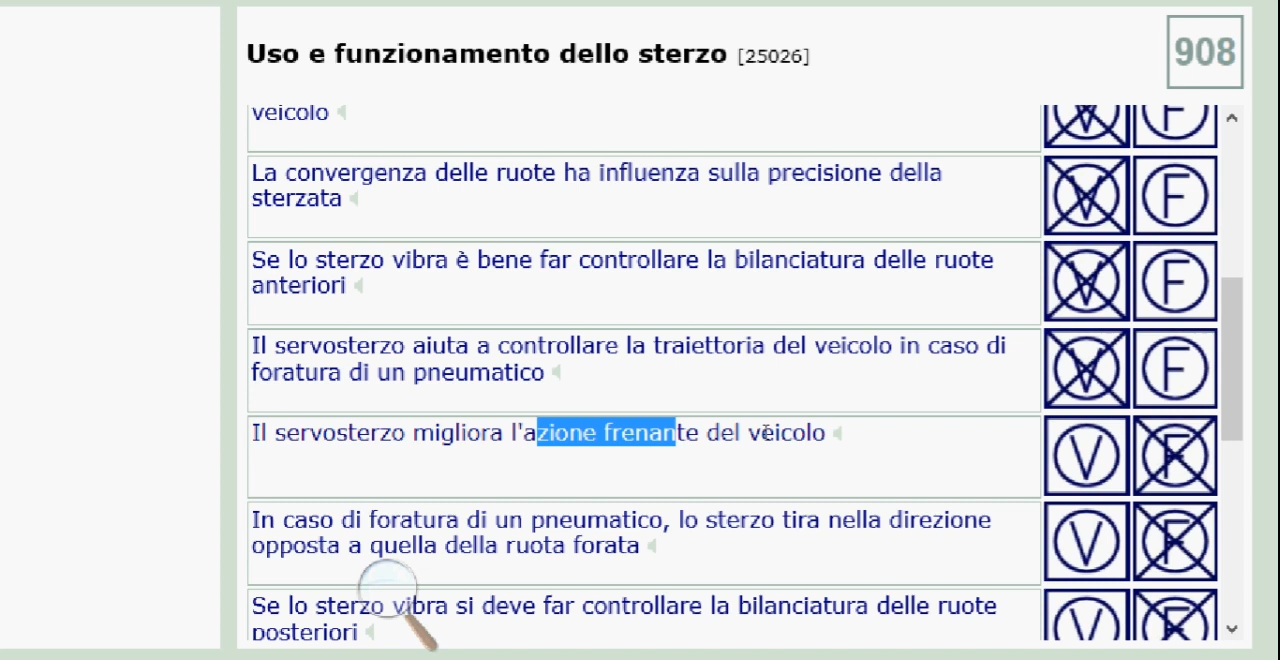 Uso e funzionamento dello sterzo [25026]
908
veicolo
V F
La convergenza delle ruote ha influenza sulla precisione della
sterzata
V F
Se lo sterzo vibra è bene far controllare la bilanciatura delle ruote
anteriori
V F
Il servosterzo aiuta a controllare la traiettoria del veicolo in caso di
foratura di un pneumatico
V F
Il servosterzo migliora l'azione frenante del veicolo
V F
In caso di foratura di un pneumatico, lo sterzo tira nella direzione
opposta a quella della ruota forata
V F
Se lo sterzo vibra si deve far controllare la bilanciatura delle ruote
posteriori
V F